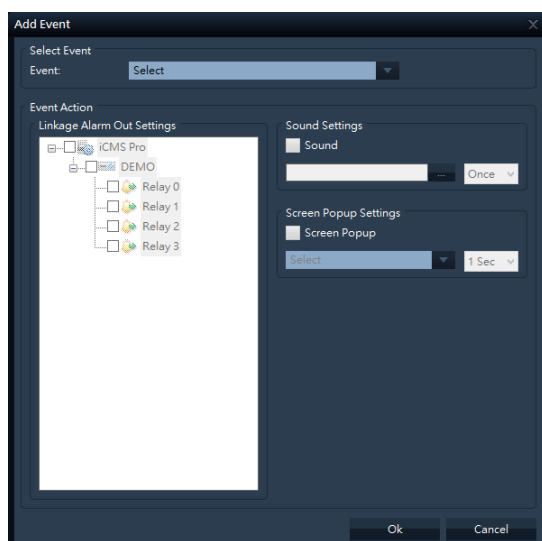 Add Event
Select Event
Event: Select
Event Action
Linkage Alarm Out Settings
iCMS Pro
DEMO
Relay 0
Relay 1
Relay 2
Relay 3
Sound Settings
Sound
... Once
Screen Popup Settings
Screen Popup
Select 1 Sec
Ok Cancel